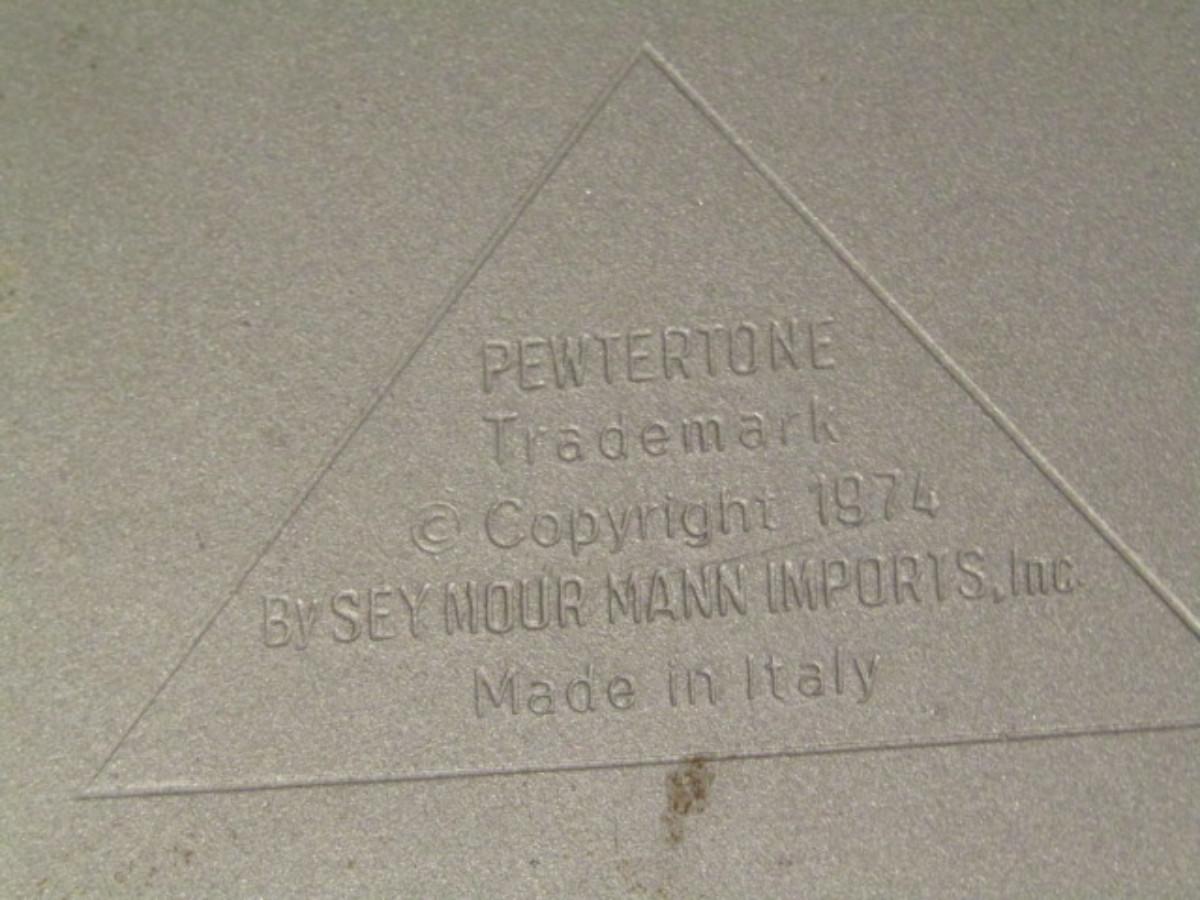 PEWTERTONE
Trademark
© Copyright 1974
By SEYMOUR MANN IMPORTS, Inc.
Made in Italy